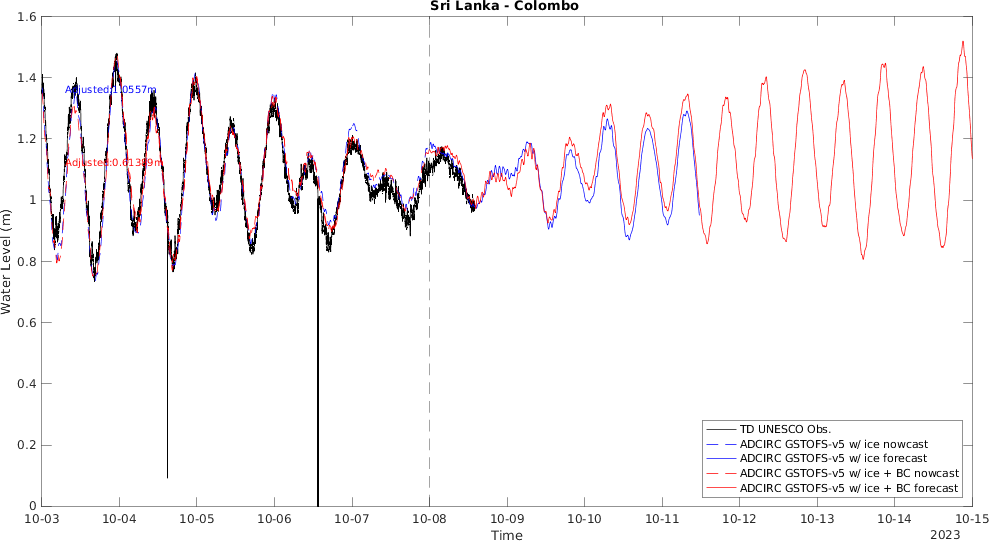 Sri Lanka - Colombo
1.6
1.4
1.2
1
0.8
0.6
0.4
0.2
0
Water Level (m)
Adjusted:1.0557m
Adjusted:0.61389m
TD UNESCO Obs.
ADCIRC GSTOFS-v5 w/ ice nowcast
ADCIRC GSTOFS-v5 w/ ice forecast
ADCIRC GSTOFS-v5 w/ ice + BC nowcast
ADCIRC GSTOFS-v5 w/ ice + BC forecast
10-03 10-04 10-05 10-06 10-07 10-08 10-09 10-10 10-11 10-12 10-13 10-14 10-15
Time
2023